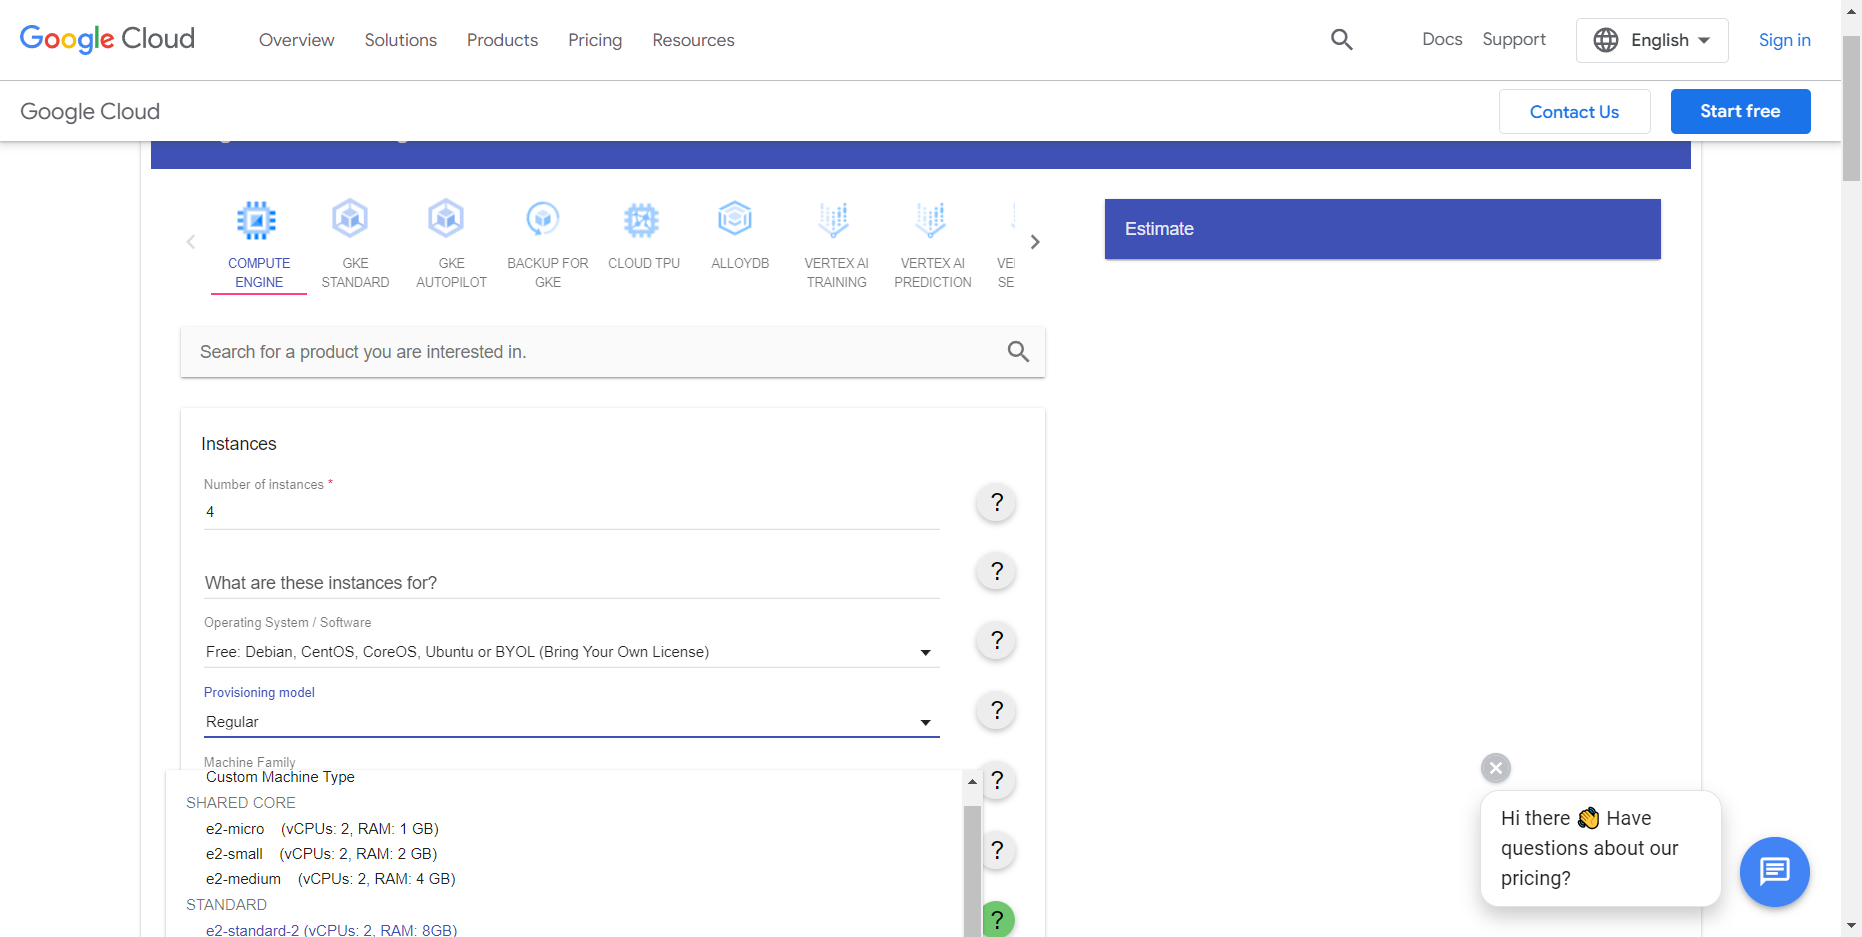 Google Cloud
Overview
Solutions
Products
Pricing
Resources
Docs
Support
English
Sign in
Google Cloud
Contact Us
Start free
COMPUTE
ENGINE
GKE
STANDARD
GKE
AUTOPILOT
BACKUP FOR
GKE
CLOUD TPU
ALLOYDB
VERTEX AI
TRAINING
VERTEX AI
PREDICTION
Estimate
Search for a product you are interested in.
Instances
Number of instances *
4
?
What are these instances for?
?
Operating System / Software
Free: Debian, CentOS, CoreOS, Ubuntu or BYOL (Bring Your Own License)
?
Provisioning model
Regular
?
Machine Family
Custom Machine Type
?
SHARED CORE
e2-micro (vCPUs: 2, RAM: 1 GB)
e2-small (vCPUs: 2, RAM: 2 GB)
?
e2-medium (vCPUs: 2, RAM: 4 GB)
STANDARD
e2-standard-2 (vCPUs: 2, RAM: 8GB)
?
Hi there 👋 Have
questions about our
pricing?